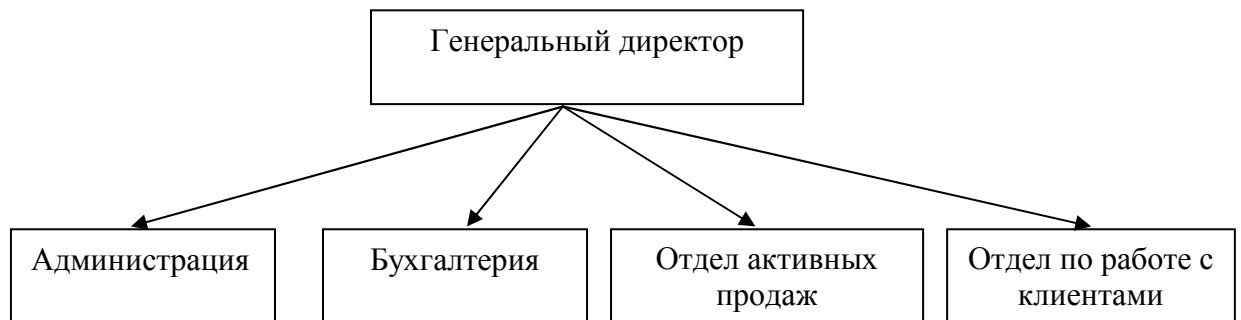 Генеральный директор
Администрация
Бухгалтерия
Отдел активных
продаж
Отдел по работе с
клиентами